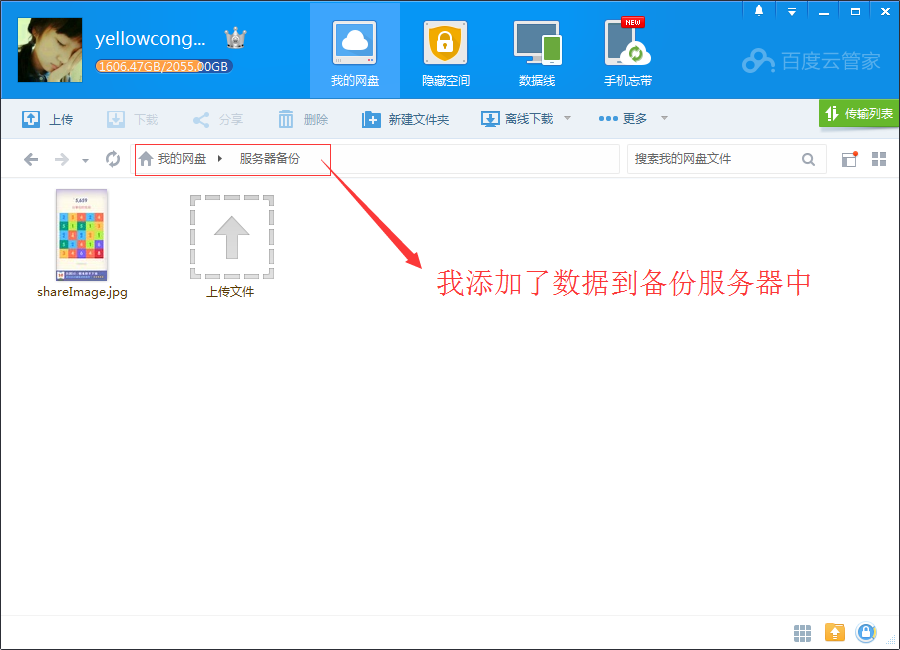 yellowcong...
1606.47GB/2055.00GB
我的网盘
隐藏空间
数据线
NEW
手机忘带
百度云管家
上传
下载
分享
删除
新建文件夹
离线下载
更多
传输列表
我的网盘
服务器备份
搜索我的网盘文件
5,619
shareImage.jpg
上传文件
我添加了数据到备份服务器中